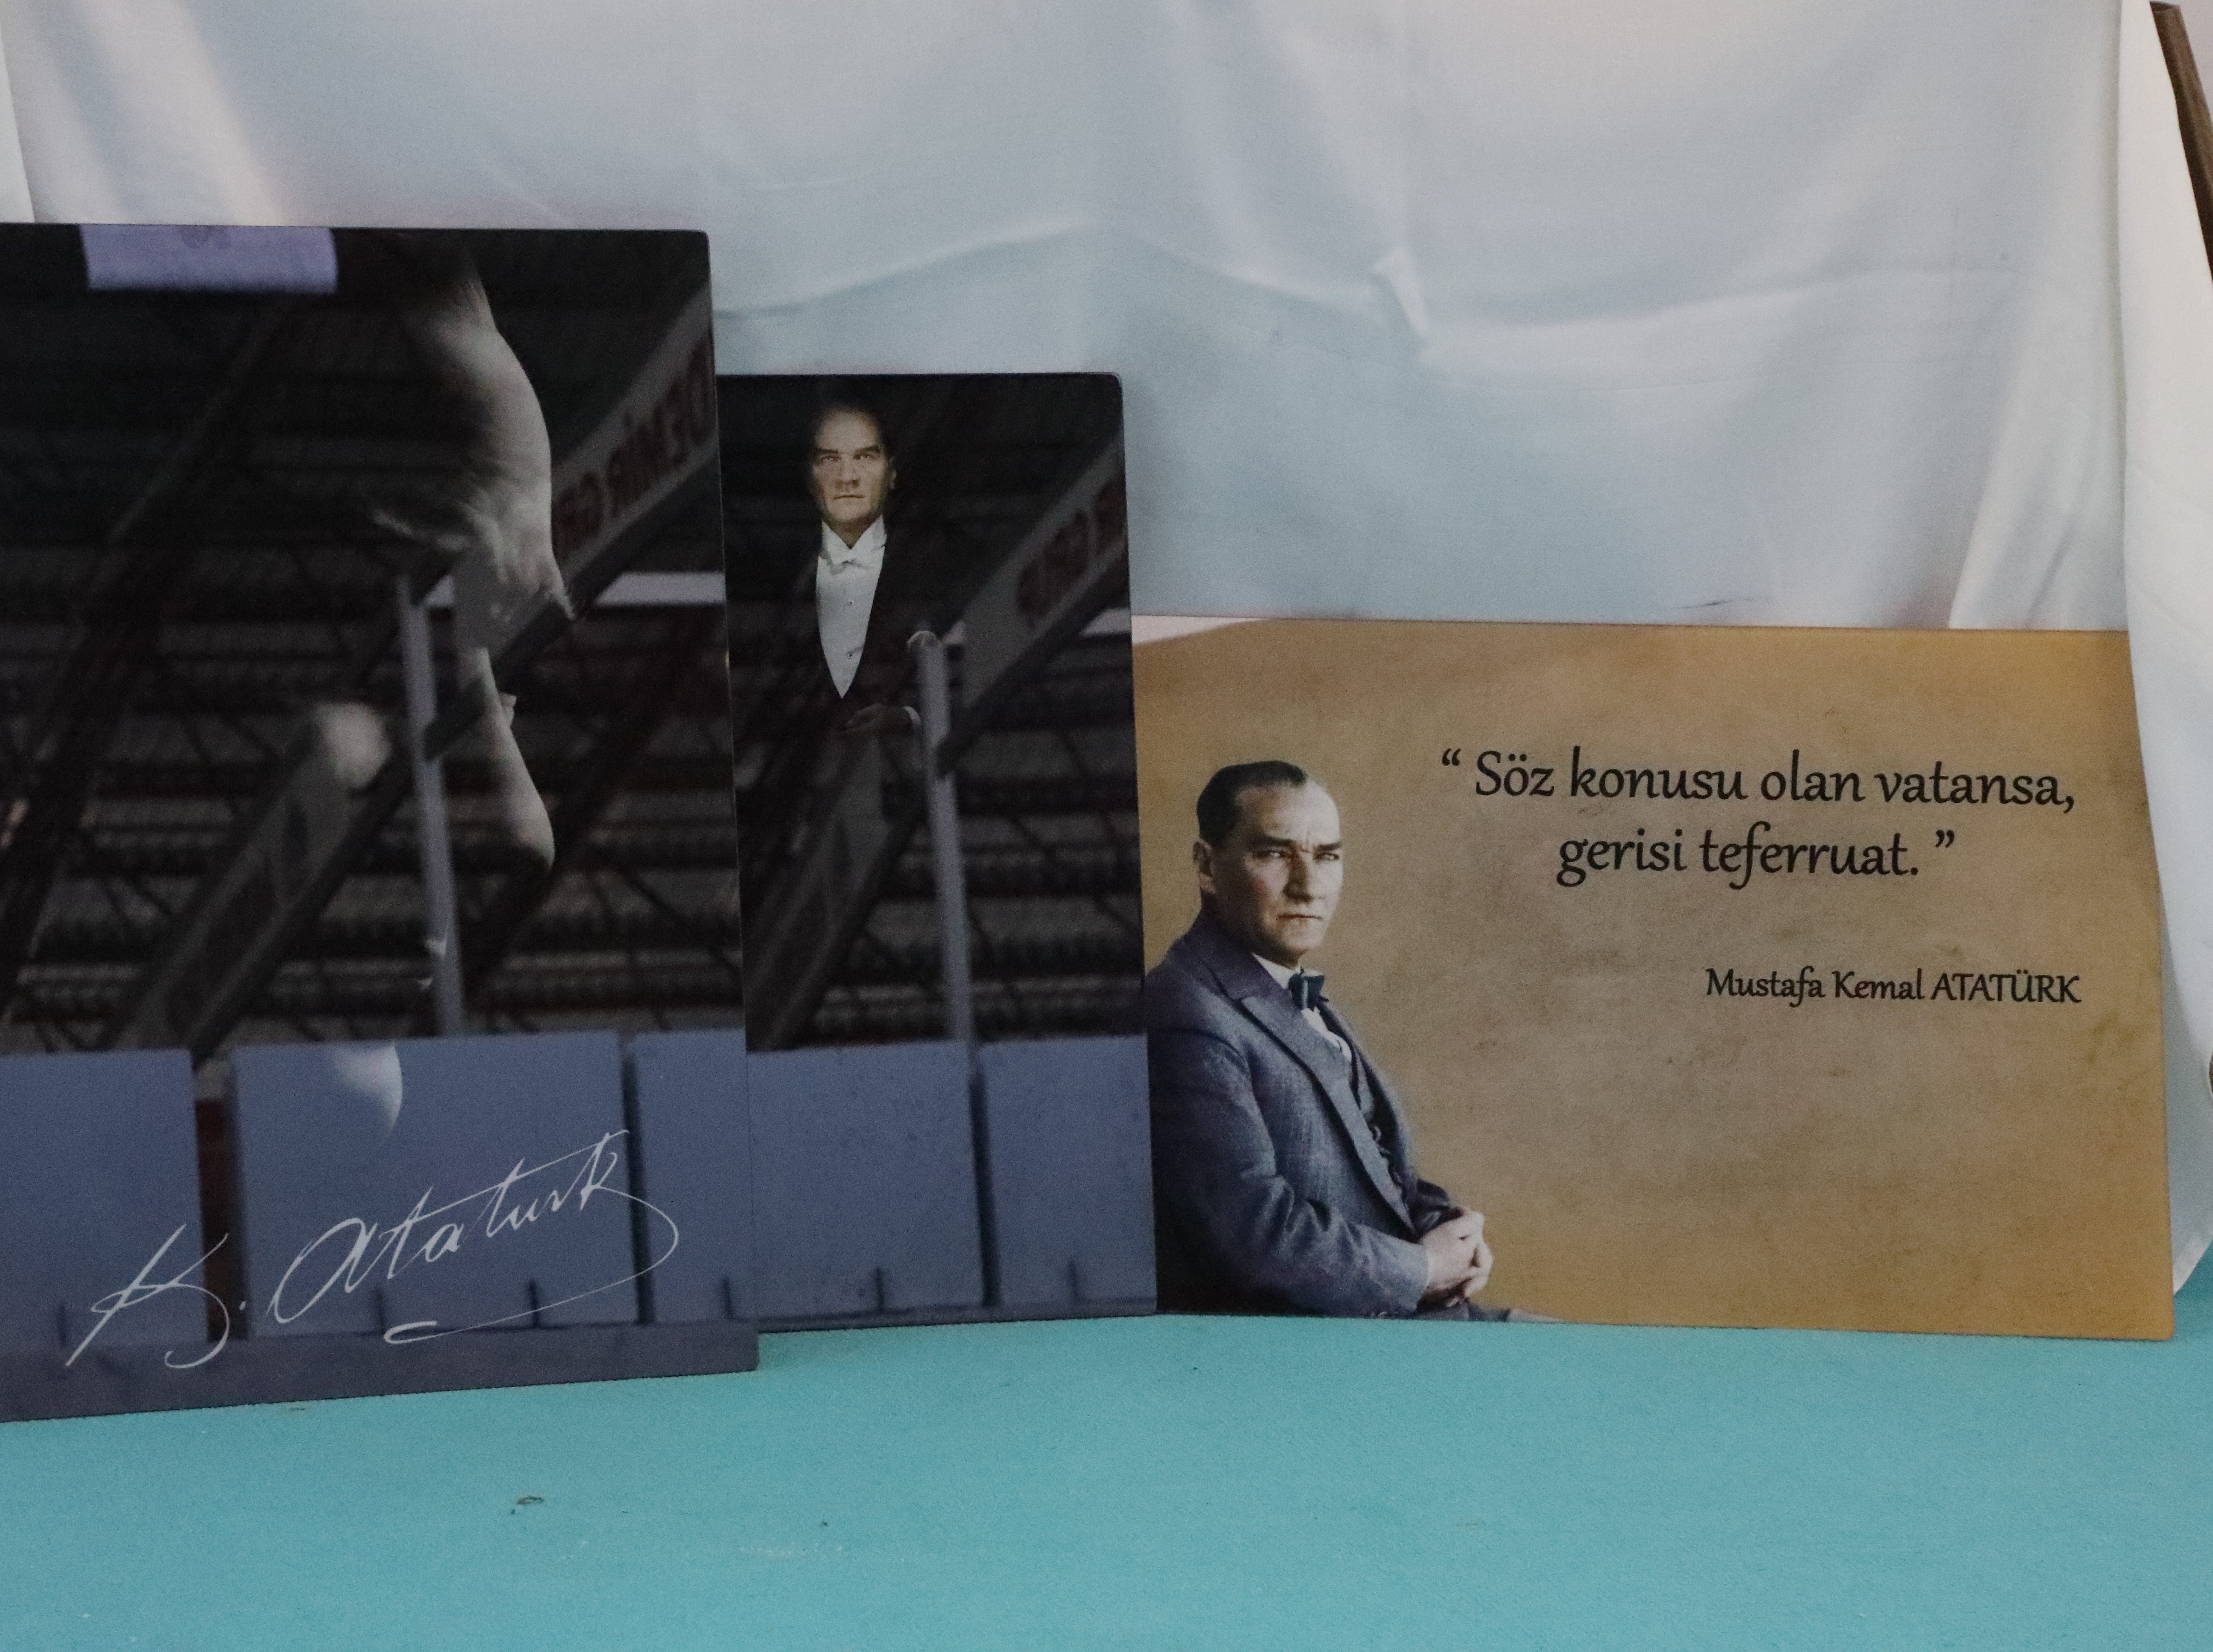 K. Atatürk
“ Söz konusu olan vatansa,
gerisi teferruat. ”
Mustafa Kemal ATATÜRK